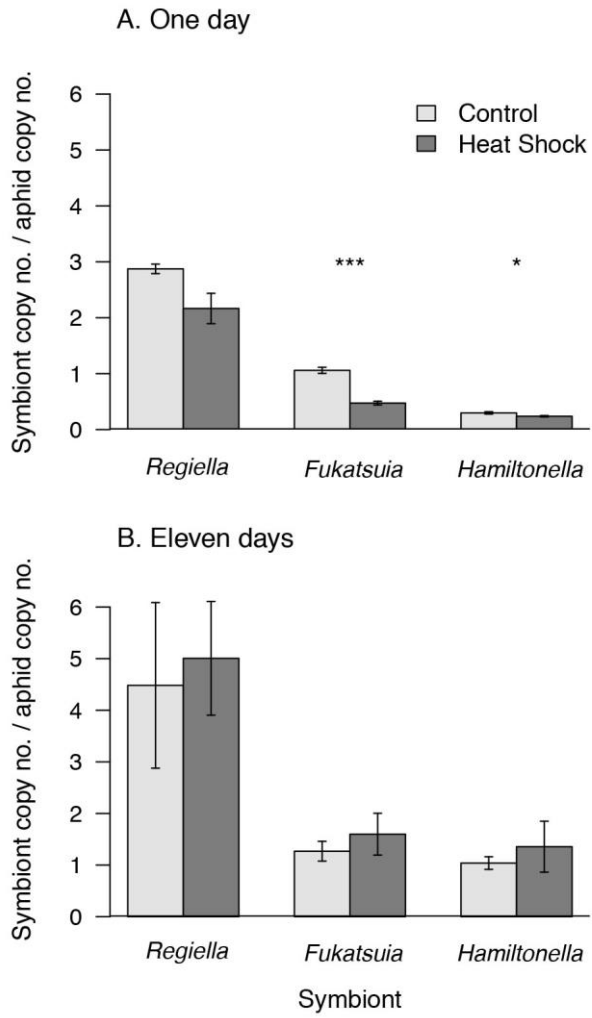 A. One day
Symbiont copy no. / aphid copy no.
6
5
4
3
2
1
0
Control
Heat Shock
***
*
Regiella
Fukatsuia
Hamiltonella
B. Eleven days
Symbiont copy no. / aphid copy no.
6
5
4
3
2
1
0
Regiella
Fukatsuia
Hamiltonella
Symbiont